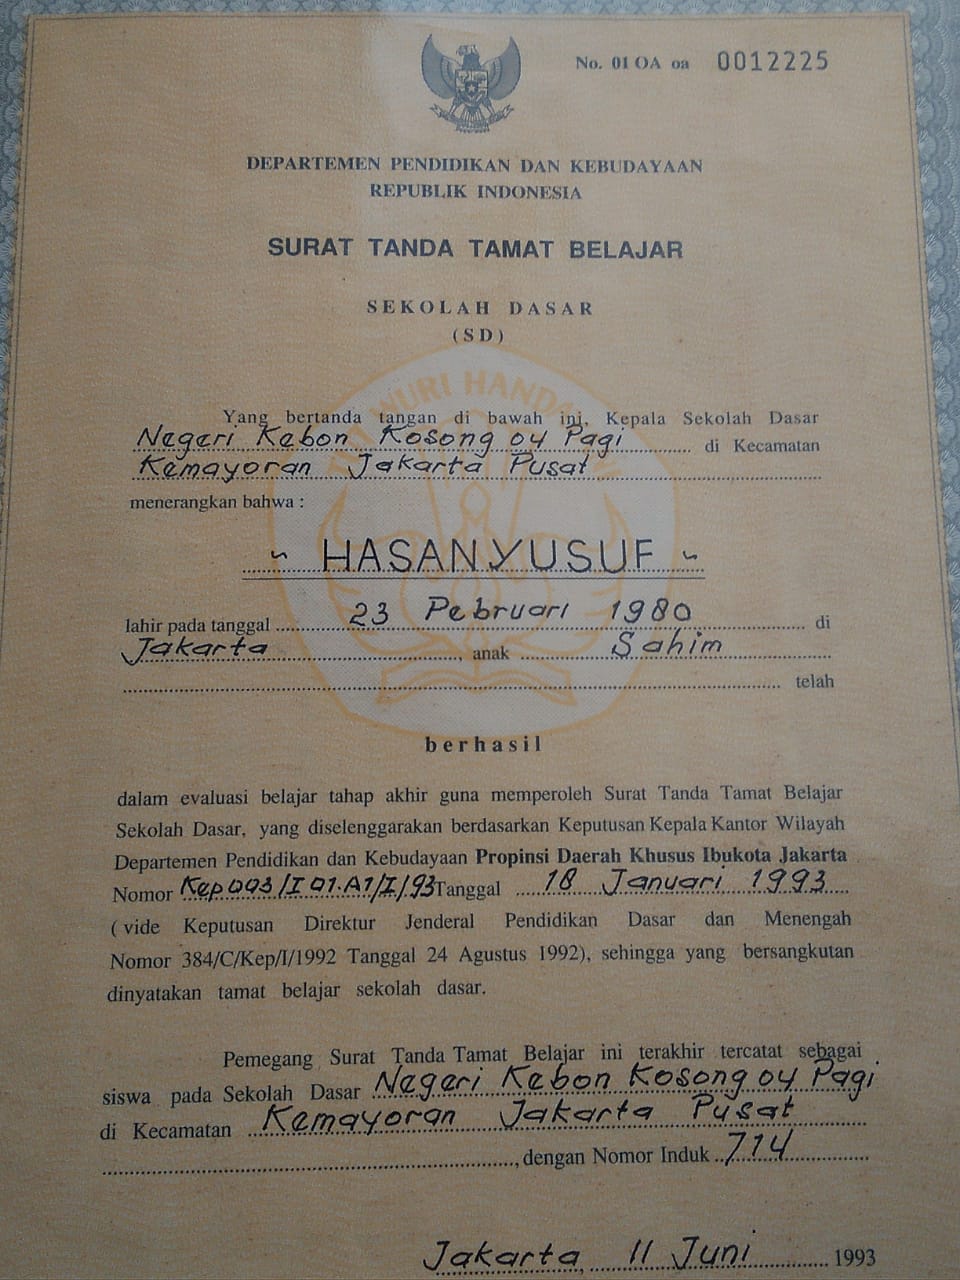 No. 01 OA oa 0012225
DEPARTEMEN PENDIDIKAN DAN KEBUDAYAAN
REPUBLIK INDONESIA
SURAT TANDA TAMAT BELAJAR
SEKOLAH DASAR
(SD)
WURI HANDA
Yang bertanda tangan di bawah ini, Kepala Sekolah Dasar
Negeri Kebon Kosong 04 Pagi di Kecamatan
Kemayoran Jakarta Pusat
menerangkan bahwa :
~ HASAN YUSUF ~
lahir pada tanggal 23 Pebruari 1980 di
Jakarta, anak Sahim
telah
berhasil
dalam evaluasi belajar tahap akhir guna memperoleh Surat Tanda Tamat Belajar
Sekolah Dasar, yang diselenggarakan berdasarkan Keputusan Kepala Kantor Wilayah
Departemen Pendidikan dan Kebudayaan Propinsi Daerah Khusus Ibukota Jakarta
Nomor Kep 003/I 01.A1/I/93 Tanggal 18 Januari 1993
( vide Keputusan Direktur Jenderal Pendidikan Dasar dan Menengah
Nomor 384/C/Kep/I/1992 Tanggal 24 Agustus 1992), sehingga yang bersangkutan
dinyatakan tamat belajar sekolah dasar.
Pemegang Surat Tanda Tamat Belajar ini terakhir tercatat sebagai
siswa pada Sekolah Dasar Negeri Kebon Kosong 04 Pagi
di Kecamatan Kemayoran Jakarta Pusat
, dengan Nomor Induk 714
Jakarta, 11 Juni 1993